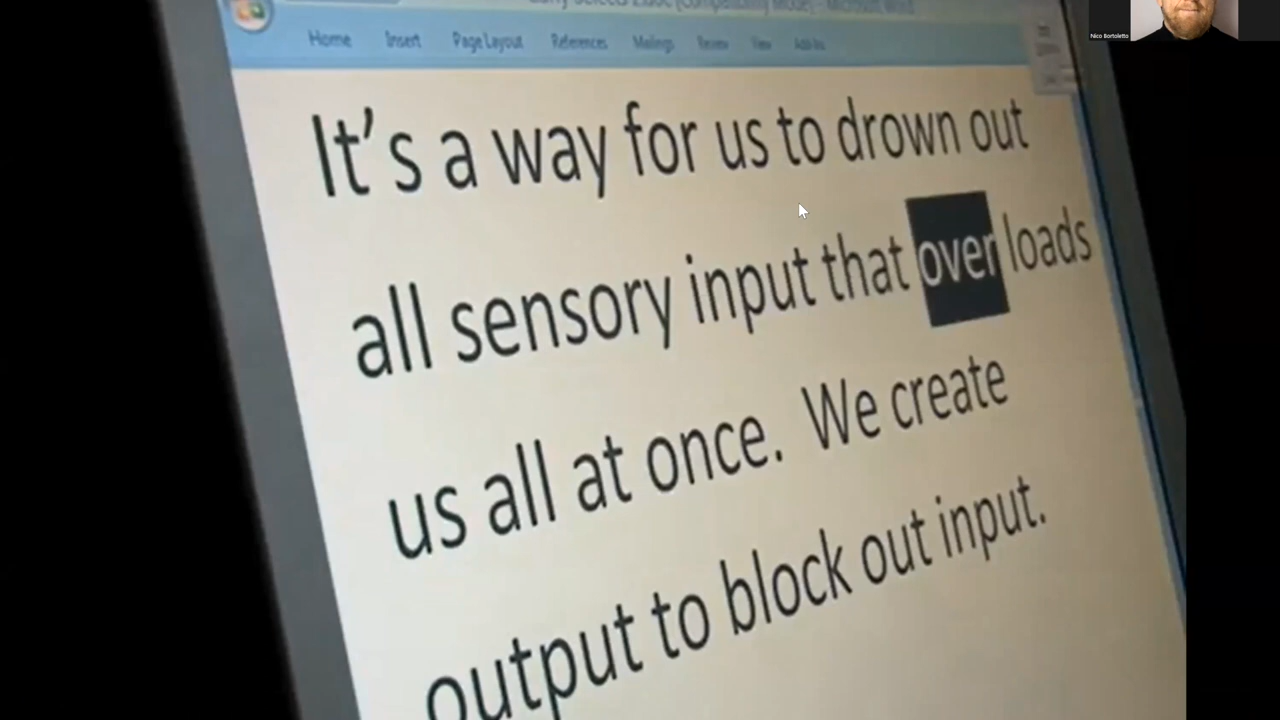 Home Insert Page Layout References Mailings Review View Add-Ins
It's a way for us to drown out
all sensory input that over loads
us all at once. We create
output to block out input.
Nico Bortoletto